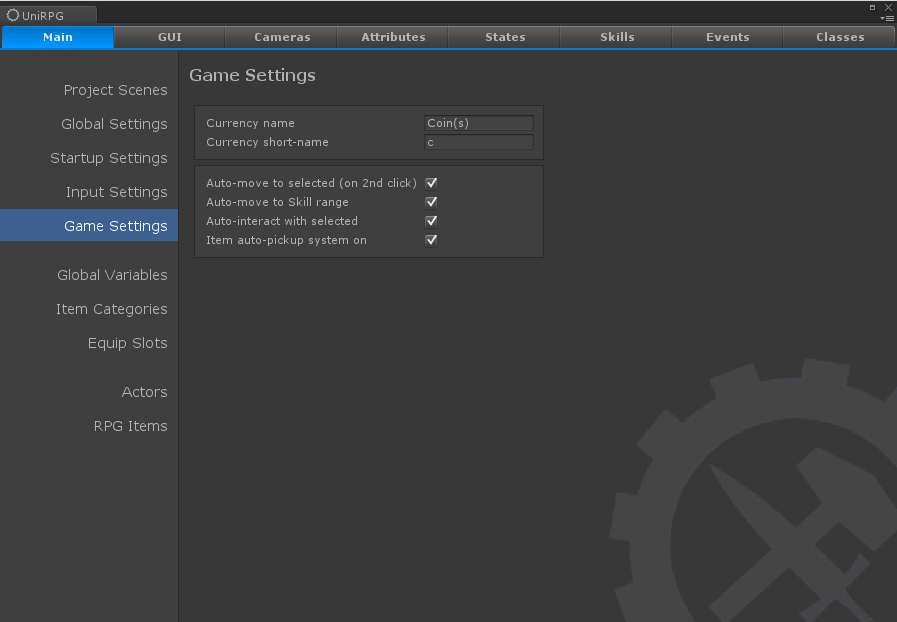 UniRPG
Main GUI Cameras Attributes States Skills Events Classes
Project Scenes
Global Settings
Startup Settings
Input Settings
Game Settings
Global Variables
Item Categories
Equip Slots
Actors
RPG Items
Game Settings
Currency name Coin(s)
Currency short-name c
Auto-move to selected (on 2nd click)
Auto-move to Skill range
Auto-interact with selected
Item auto-pickup system on